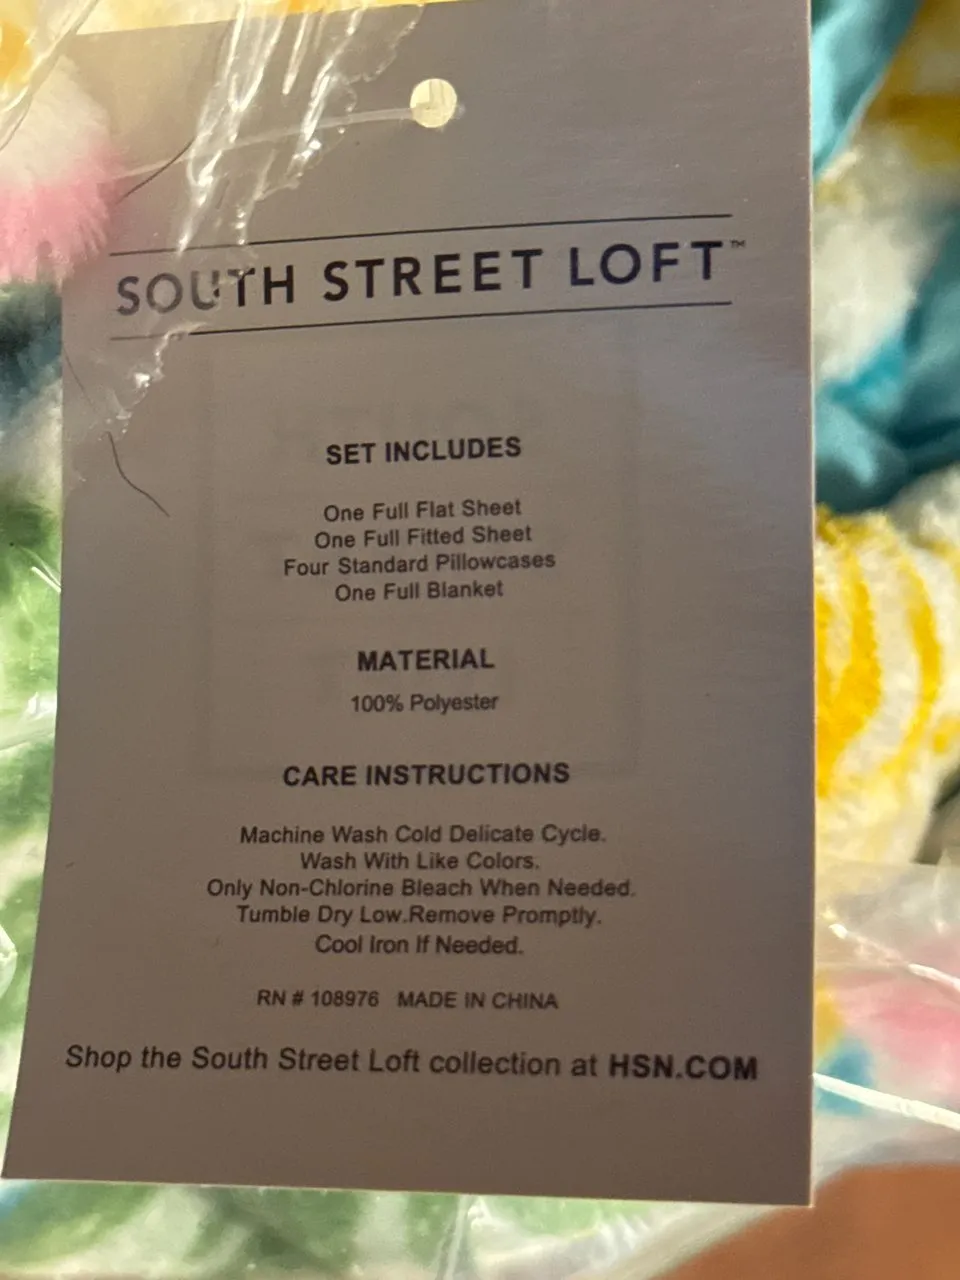 SOUTH STREET LOFT™
SET INCLUDES
One Full Flat Sheet
One Full Fitted Sheet
Four Standard Pillowcases
One Full Blanket
MATERIAL
100% Polyester
CARE INSTRUCTIONS
Machine Wash Cold Delicate Cycle.
Wash With Like Colors.
Only Non-Chlorine Bleach When Needed.
Tumble Dry Low.Remove Promptly.
Cool Iron If Needed.
RN # 108976 MADE IN CHINA
Shop the South Street Loft collection at HSN.COM